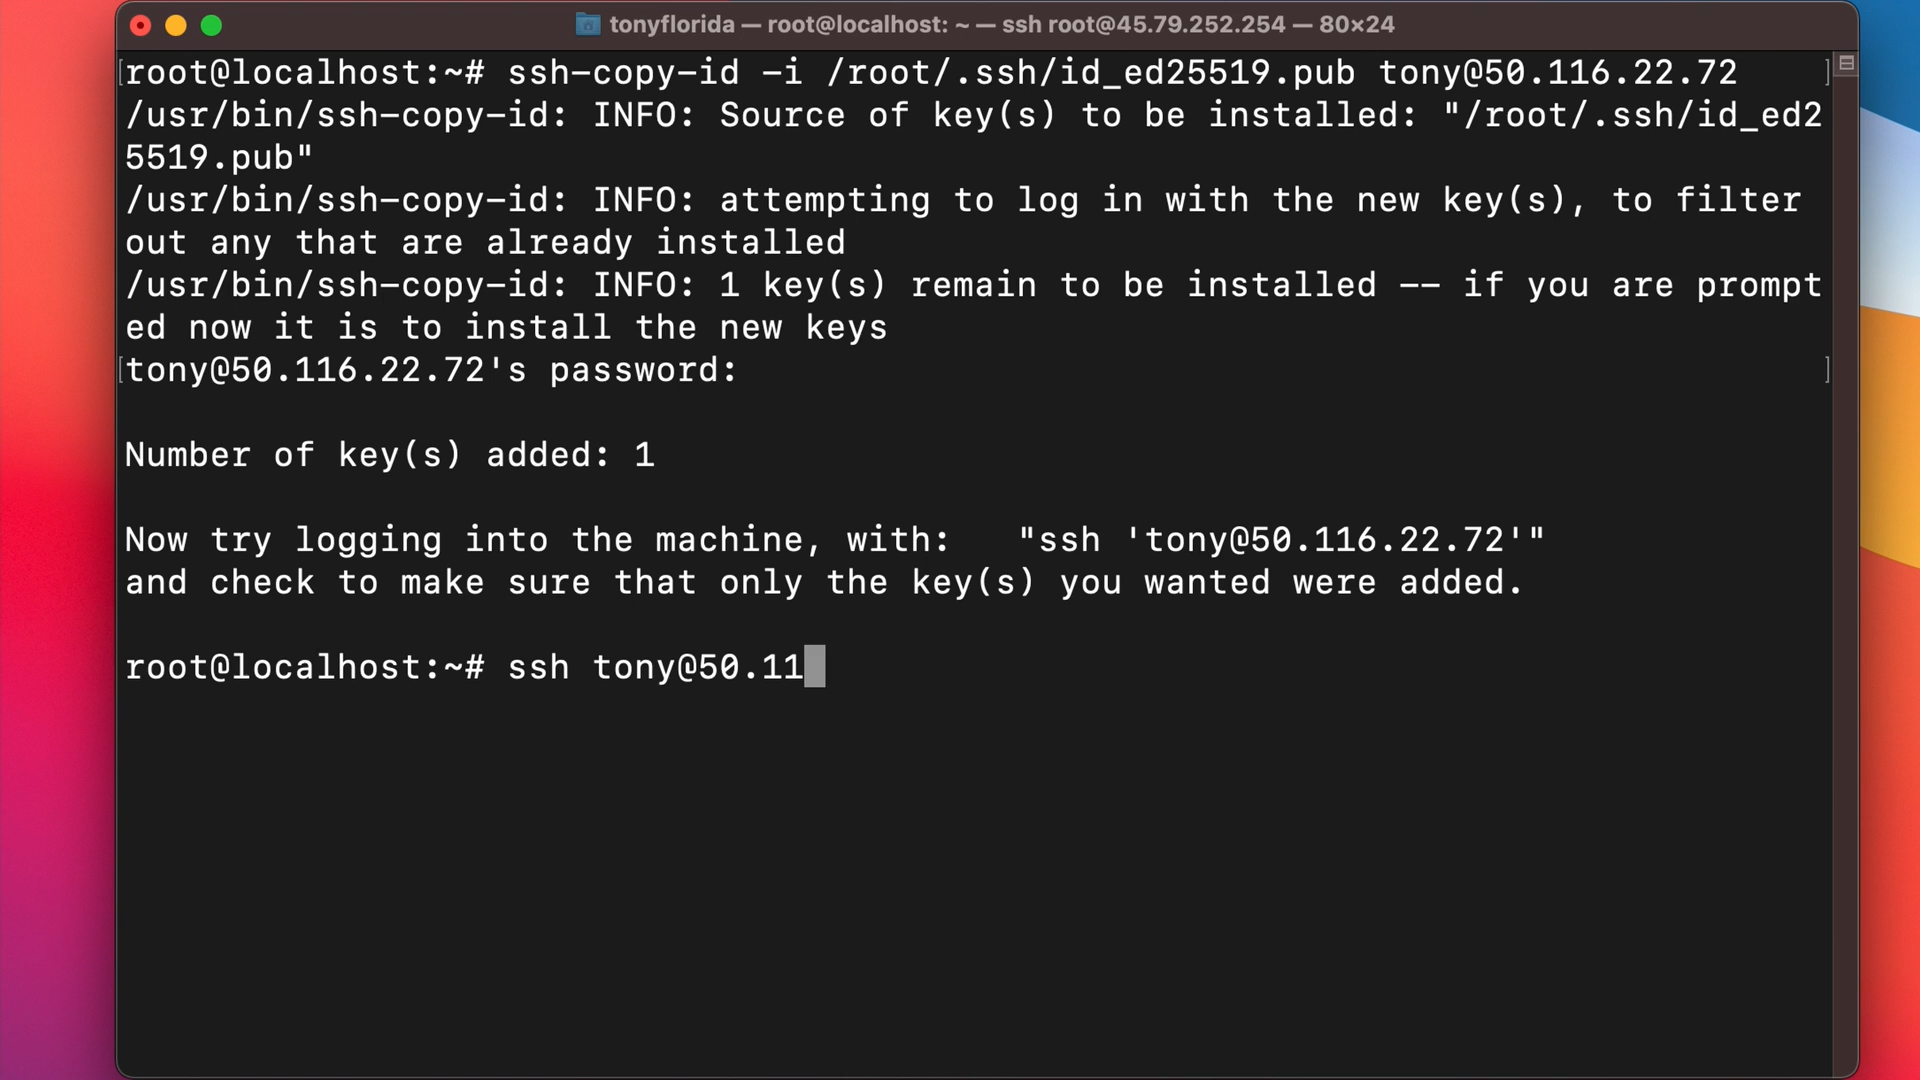 tonyflorida — root@localhost: ~ — ssh root@45.79.252.254 — 80×24
[root@localhost:~# ssh-copy-id -i /root/.ssh/id_ed25519.pub tony@50.116.22.72 ]
/usr/bin/ssh-copy-id: INFO: Source of key(s) to be installed: "/root/.ssh/id_ed2
5519.pub"
/usr/bin/ssh-copy-id: INFO: attempting to log in with the new key(s), to filter
out any that are already installed
/usr/bin/ssh-copy-id: INFO: 1 key(s) remain to be installed -- if you are prompt
ed now it is to install the new keys
[tony@50.116.22.72's password: ]
Number of key(s) added: 1
Now try logging into the machine, with:   "ssh 'tony@50.116.22.72'"
and check to make sure that only the key(s) you wanted were added.
root@localhost:~# ssh tony@50.11